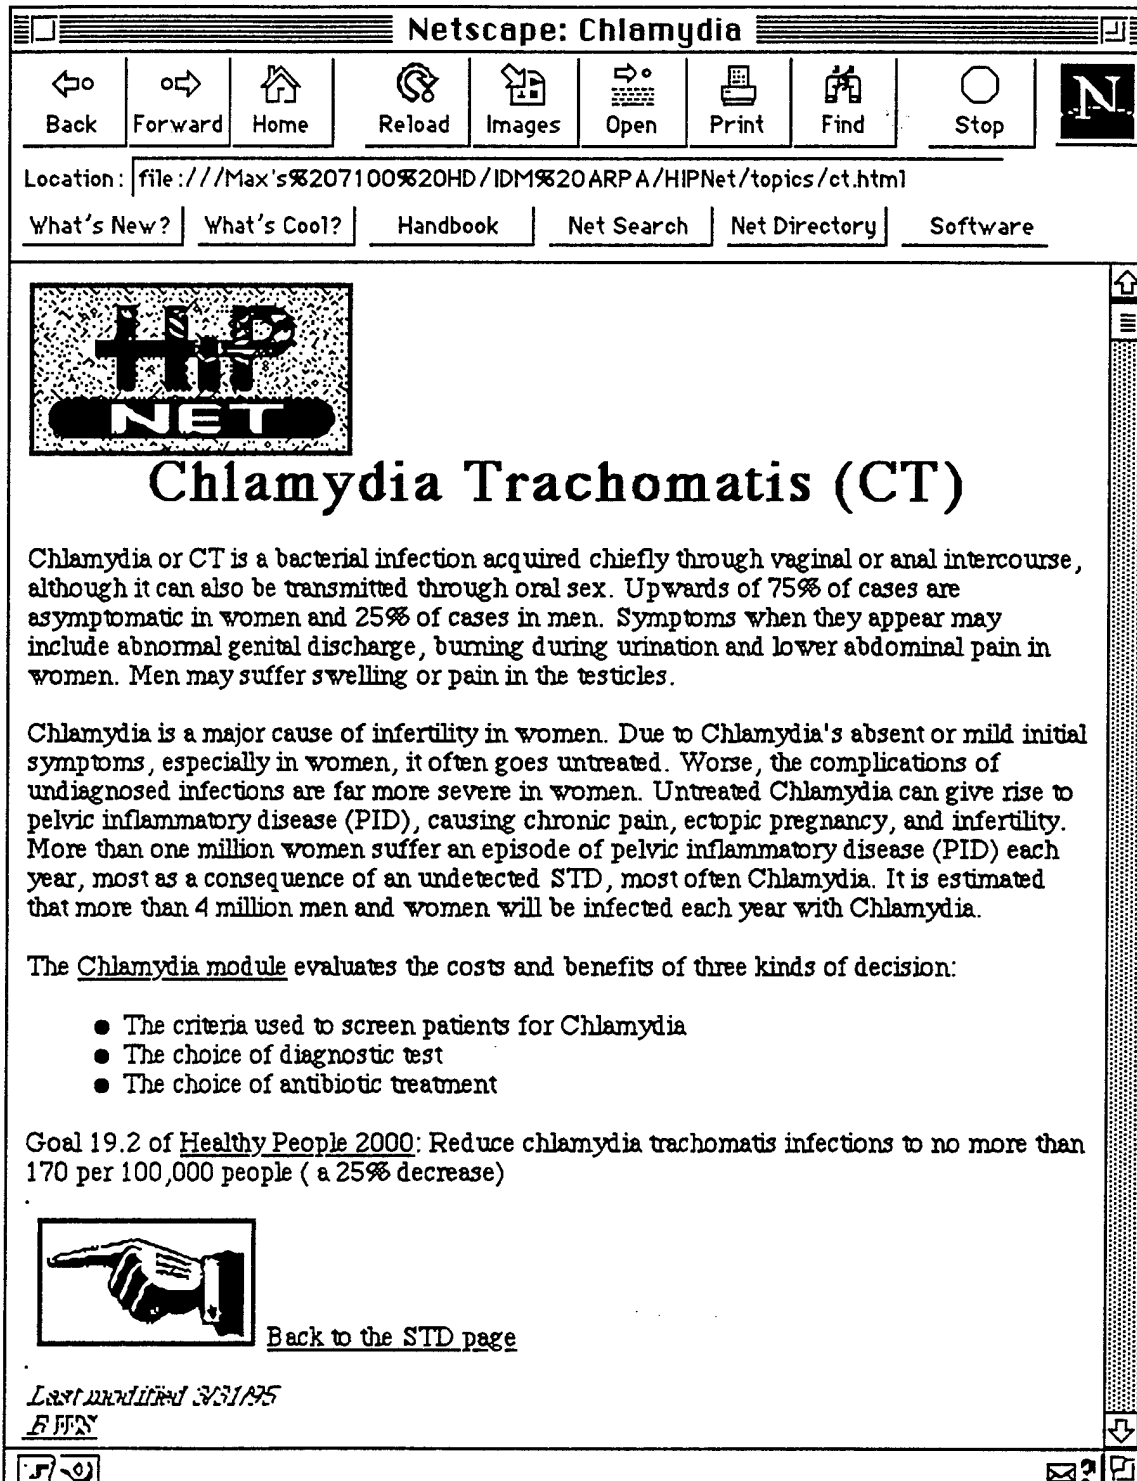 Netscape: Chlamydia
Back Forward Home Reload Images Open Print Find Stop N
Location: file:///Max's%207100%20HD/IDM%20ARPA/HIPNet/topics/ct.html
What's New? What's Cool? Handbook Net Search Net Directory Software
HiP
NET
Chlamydia Trachomatis (CT)
Chlamydia or CT is a bacterial infection acquired chiefly through vaginal or anal intercourse,
although it can also be transmitted through oral sex. Upwards of 75% of cases are
asymptomatic in women and 25% of cases in men. Symptoms when they appear may
include abnormal genital discharge, burning during urination and lower abdominal pain in
women. Men may suffer swelling or pain in the testicles.
Chlamydia is a major cause of infertility in women. Due to Chlamydia's absent or mild initial
symptoms, especially in women, it often goes untreated. Worse, the complications of
undiagnosed infections are far more severe in women. Untreated Chlamydia can give rise to
pelvic inflammatory disease (PID), causing chronic pain, ectopic pregnancy, and infertility.
More than one million women suffer an episode of pelvic inflammatory disease (PID) each
year, most as a consequence of an undetected STD, most often Chlamydia. It is estimated
that more than 4 million men and women will be infected each year with Chlamydia.
The Chlamydia module evaluates the costs and benefits of three kinds of decision:
● The criteria used to screen patients for Chlamydia
● The choice of diagnostic test
● The choice of antibiotic treatment
Goal 19.2 of Healthy People 2000: Reduce chlamydia trachomatis infections to no more than
170 per 100,000 people ( a 25% decrease)
.
Back to the STD page
.
Last modified 3/31/95